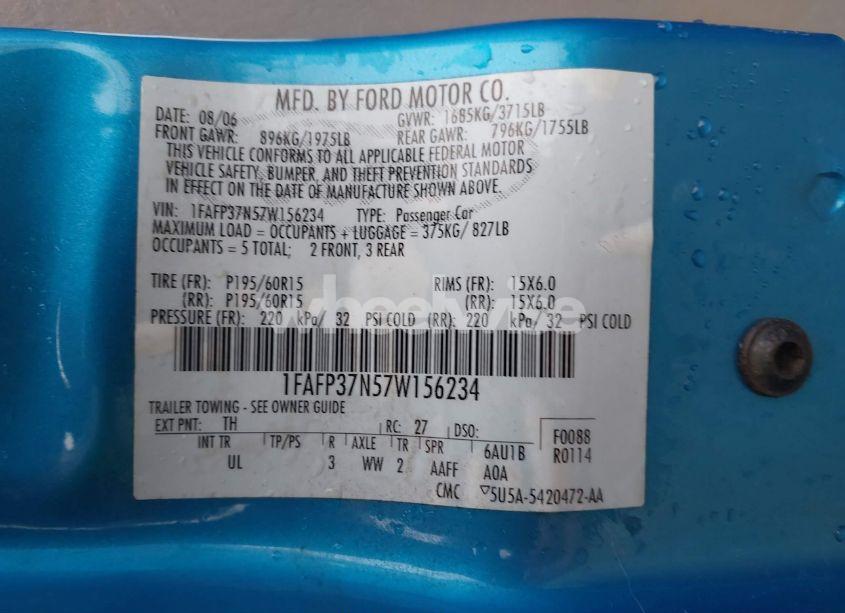 MFD. BY FORD MOTOR CO.
DATE: 08/06 GVWR: 1685KG/3715LB
FRONT GAWR: 896KG/1975LB REAR GAWR: 796KG/1755LB
THIS VEHICLE CONFORMS TO ALL APPLICABLE FEDERAL MOTOR
VEHICLE SAFETY, BUMPER, AND THEFT PREVENTION STANDARDS
IN EFFECT ON THE DATE OF MANUFACTURE SHOWN ABOVE.
VIN: 1FAFP37N57W156234 TYPE: Passenger Car
MAXIMUM LOAD = OCCUPANTS + LUGGAGE = 375KG/ 827LB
OCCUPANTS = 5 TOTAL; 2 FRONT, 3 REAR
TIRE (FR): P195/60R15 RIMS (FR): 15X6.0
(RR): P195/60R15 (RR): 15X6.0
PRESSURE (FR): 220 kPa/ 32 PSI COLD (RR): 220 kPa/ 32 PSI COLD
1FAFP37N57W156234
TRAILER TOWING - SEE OWNER GUIDE
EXT PNT: TH RC: 27 DSO: F0088
INT TR TP/PS R AXLE TR SPR 6AU1B R0114
UL 3 WW 2 AAFF A0A
CMC 5U5A-5420472-AA